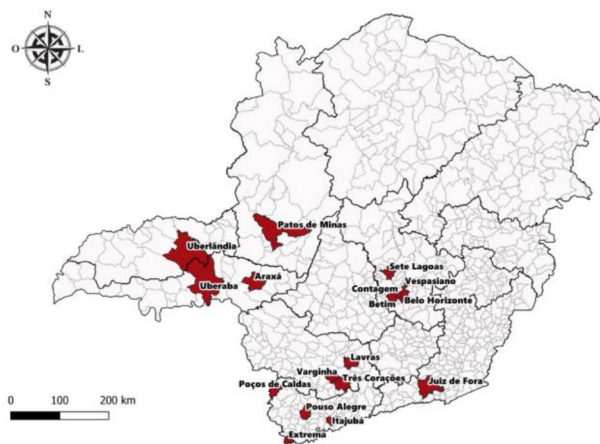 N
O L
S
Patos de Minas
Uberlândia
Araxá
Uberaba
Sete Lagoas
Vespasiano
Contagem
Betim Belo Horizonte
Lavras
Varginha
Três Corações
Poços de Caldas
Juiz de Fora
Pouso Alegre
Itajubá
Extrema
0 100 200 km